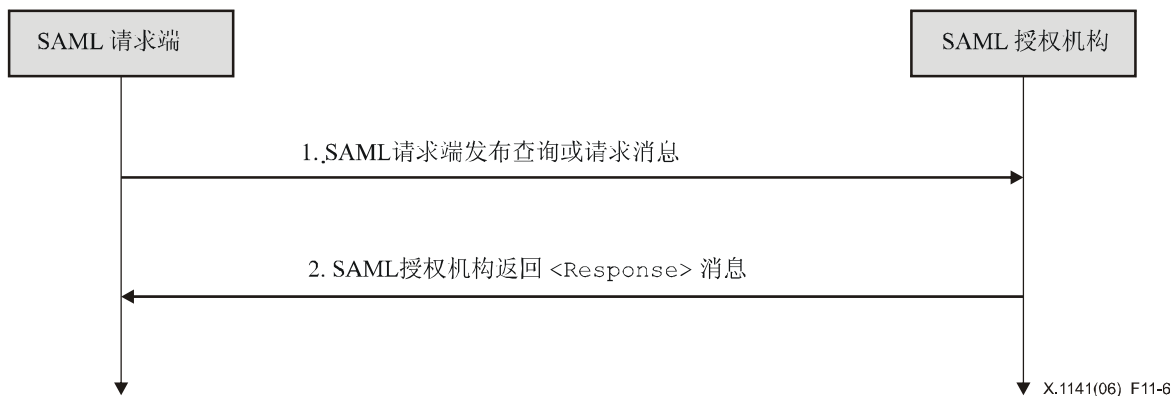 SAML 请求端
SAML 授权机构
1. SAML请求端发布查询或请求消息
2. SAML授权机构返回 <Response> 消息
X.1141(06) F11-6